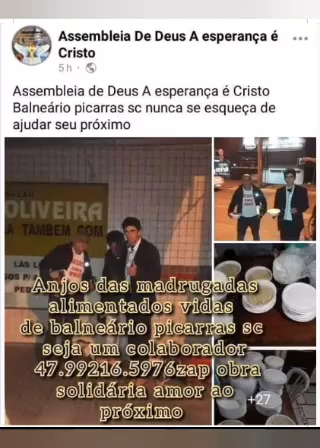 Assembleia De Deus A esperança é
Cristo
5 h ·
Assembleia de Deus A esperança é Cristo
Balneário picarras sc nunca se esqueça de
ajudar seu próximo
OLIVEIRA
A TAMBEM COM
Anjos das madrugadas
alimentados vidas
de balneário picarras sc
seja um colaborador
47.99216.5976zap obra
solidária amor ao
próximo
+27